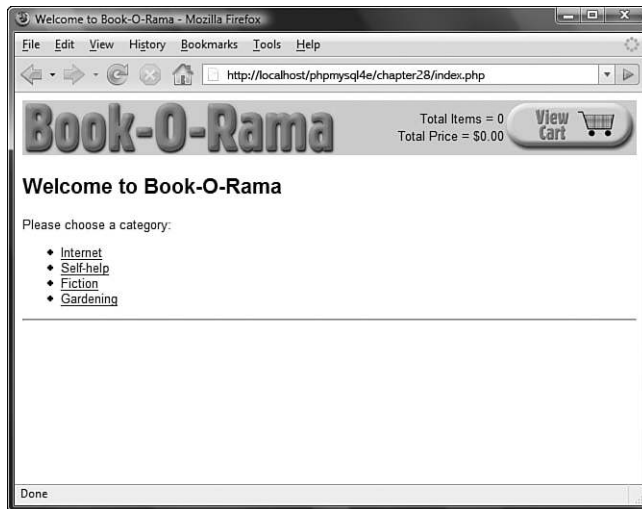 Welcome to Book-O-Rama - Mozilla Firefox
File Edit View History Bookmarks Tools Help
http://localhost/phpmysql4e/chapter28/index.php
Book-O-Rama
Total Items = 0
Total Price = $0.00
View
Cart
Welcome to Book-O-Rama
Please choose a category:
Internet
Self-help
Fiction
Gardening
Done